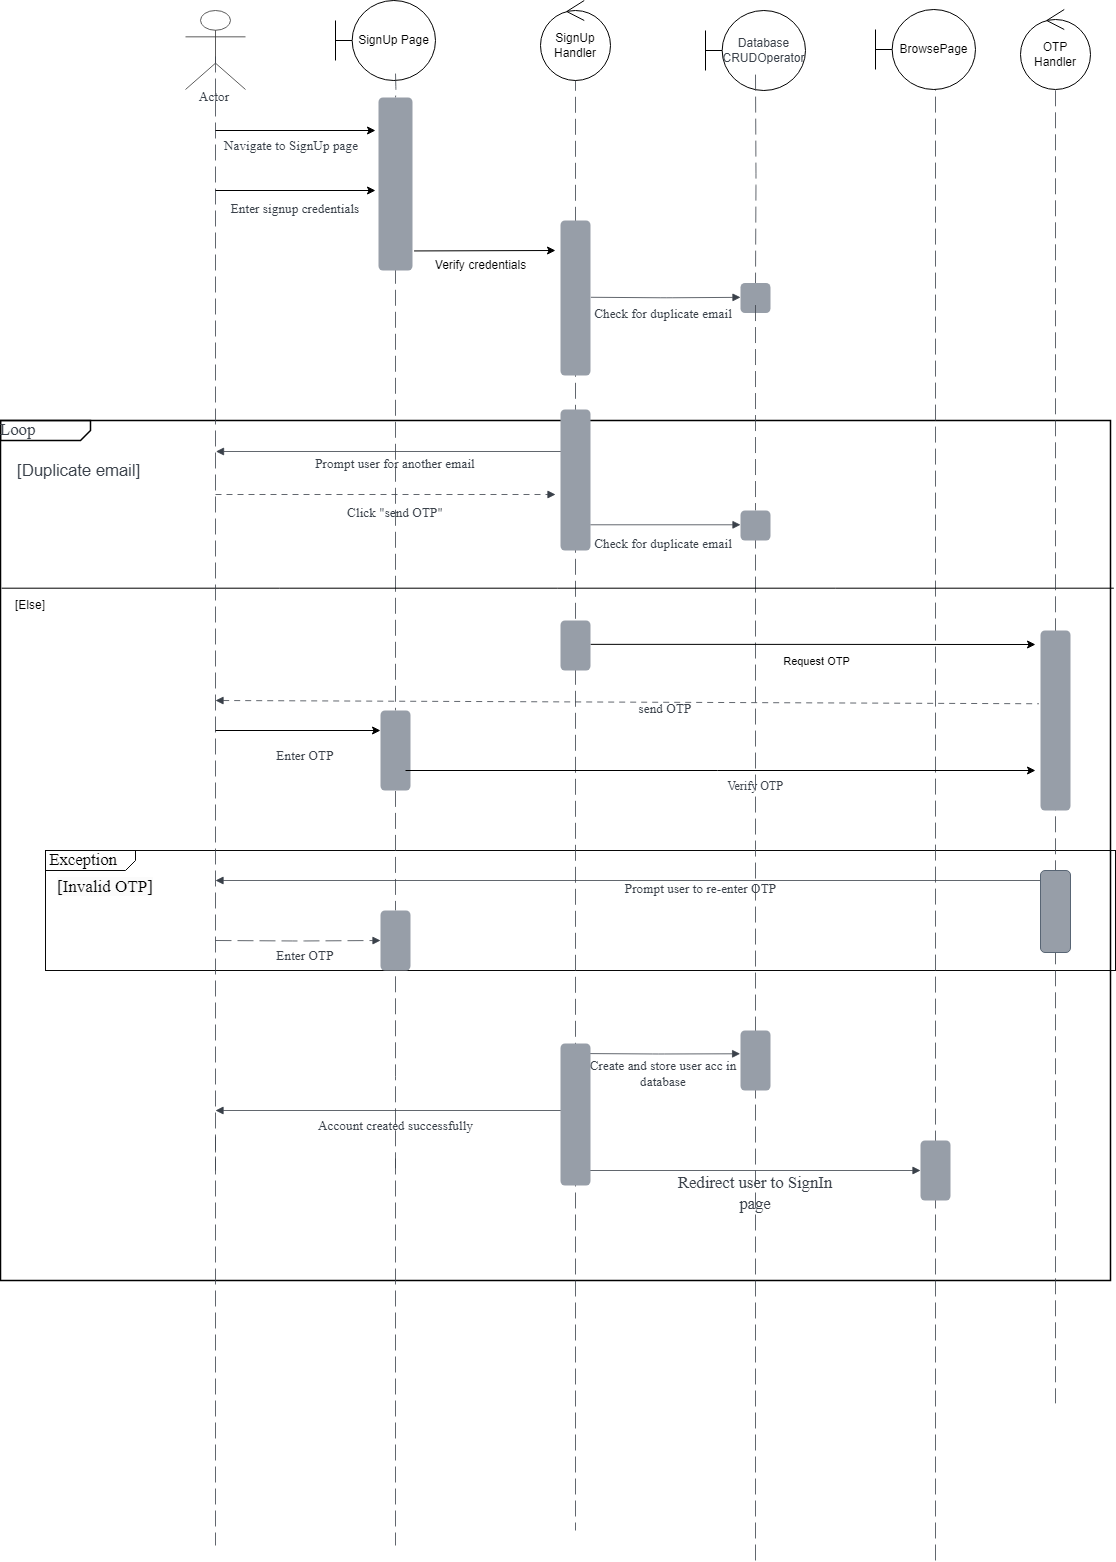 SignUp Page
SignUp
Handler
Database
CRUDOperator
BrowsePage
OTP
Handler
Actor
Navigate to SignUp page
Enter signup credentials
Verify credentials
Check for duplicate email
Loop
[Duplicate email]
Prompt user for another email
Click "send OTP"
Check for duplicate email
[Else]
Request OTP
send OTP
Enter OTP
Verify OTP
Exception
[Invalid OTP]
Prompt user to re-enter OTP
Enter OTP
Create and store user acc in
database
Account created successfully
Redirect user to SignIn
page